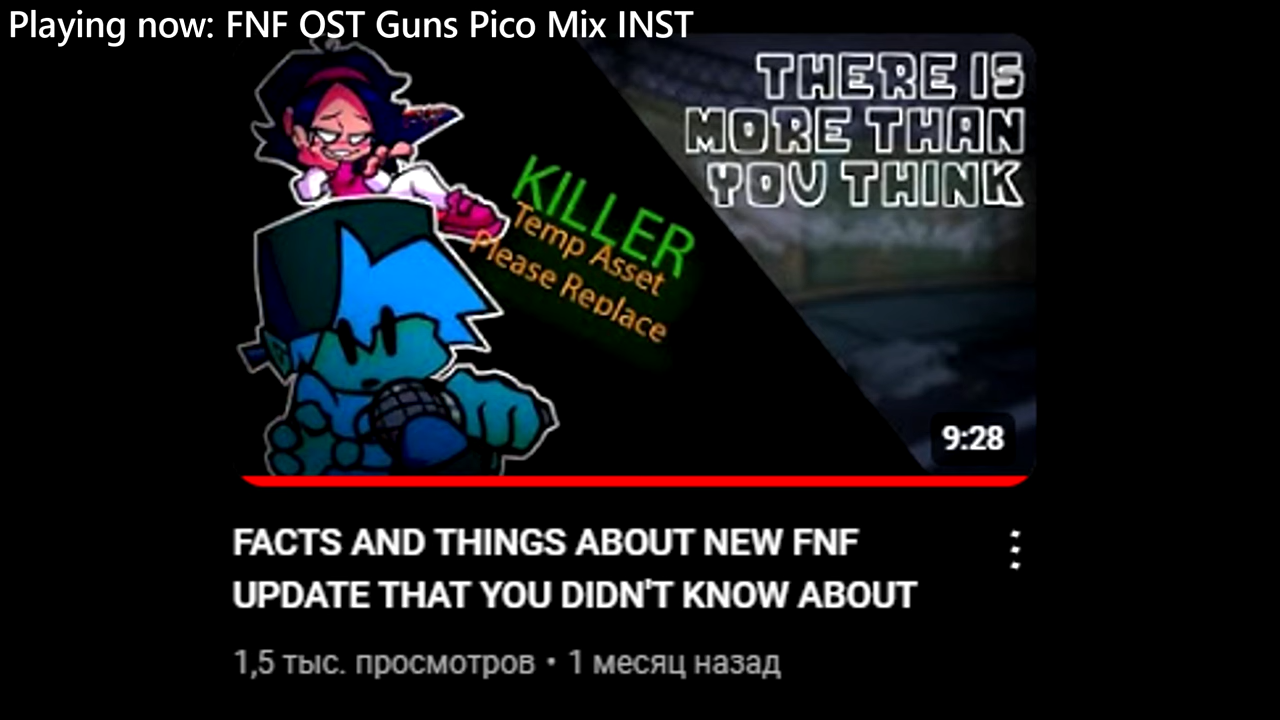 Playing now: FNF OST Guns Pico Mix INST
THERE IS
MORE THAN
YOU THINK
KILLER
Temp Asset
Please Replace
9:28
FACTS AND THINGS ABOUT NEW FNF
UPDATE THAT YOU DIDN'T KNOW ABOUT
1,5 тыс. просмотров • 1 месяц назад